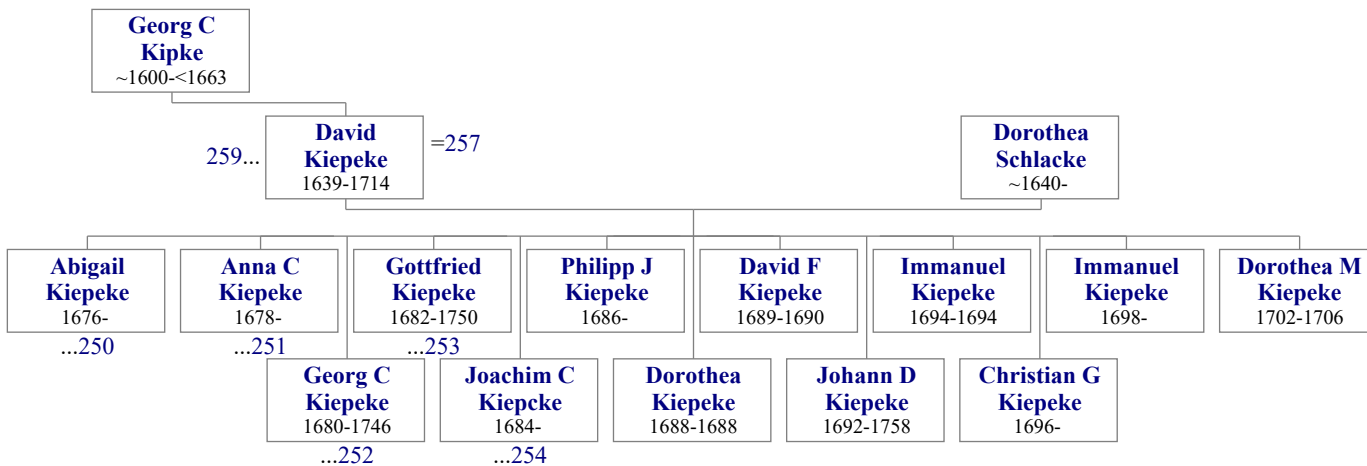 Georg C
Kipke
~1600-<1663
259...
David
Kiepeke
1639-1714
=257
Dorothea
Schlacke
~1640-
Abigail
Kiepeke
1676-
...250
Anna C
Kiepeke
1678-
...251
Gottfried
Kiepeke
1682-1750
...253
Philipp J
Kiepeke
1686-
David F
Kiepeke
1689-1690
Immanuel
Kiepeke
1694-1694
Immanuel
Kiepeke
1698-
Dorothea M
Kiepeke
1702-1706
Georg C
Kiepeke
1680-1746
...252
Joachim C
Kiepcke
1684-
...254
Dorothea
Kiepeke
1688-1688
Johann D
Kiepeke
1692-1758
Christian G
Kiepeke
1696-